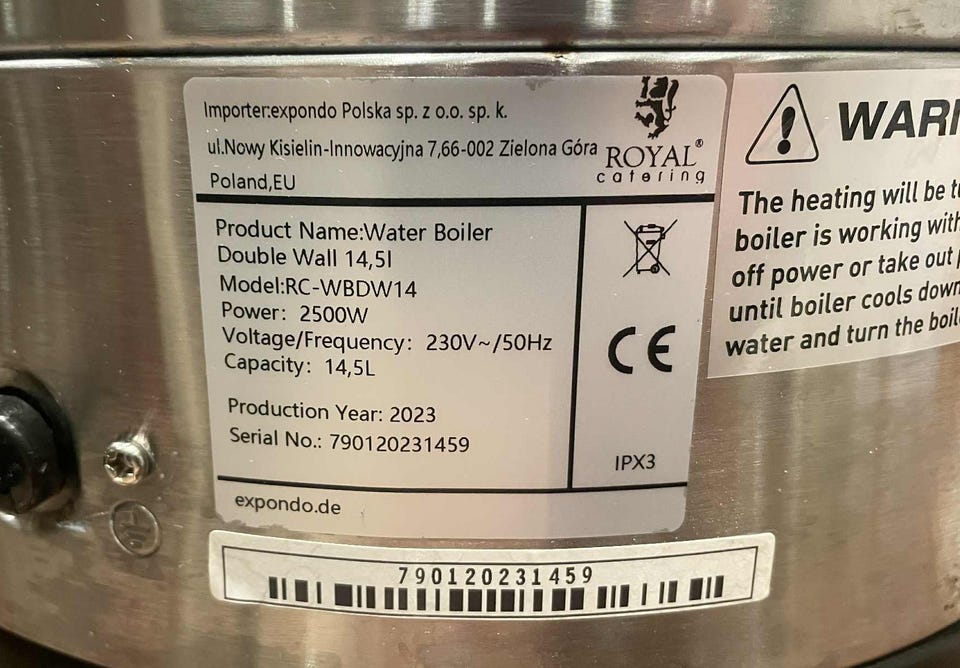 Importer:expondo Polska sp. z o.o. sp. k.
ul.Nowy Kisielin-Innowacyjna 7,66-002 Zielona Góra
Poland,EU
ROYAL®
catering
Product Name:Water Boiler
Double Wall 14,5l
Model:RC-WBDW14
Power: 2500W
Voltage/Frequency: 230V~/50Hz
Capacity: 14,5L
Production Year: 2023
Serial No.: 790120231459
CE
IPX3
expondo.de
790120231459
The heating will be
boiler is working
off power or take out
until boiler cools down
water and turn the